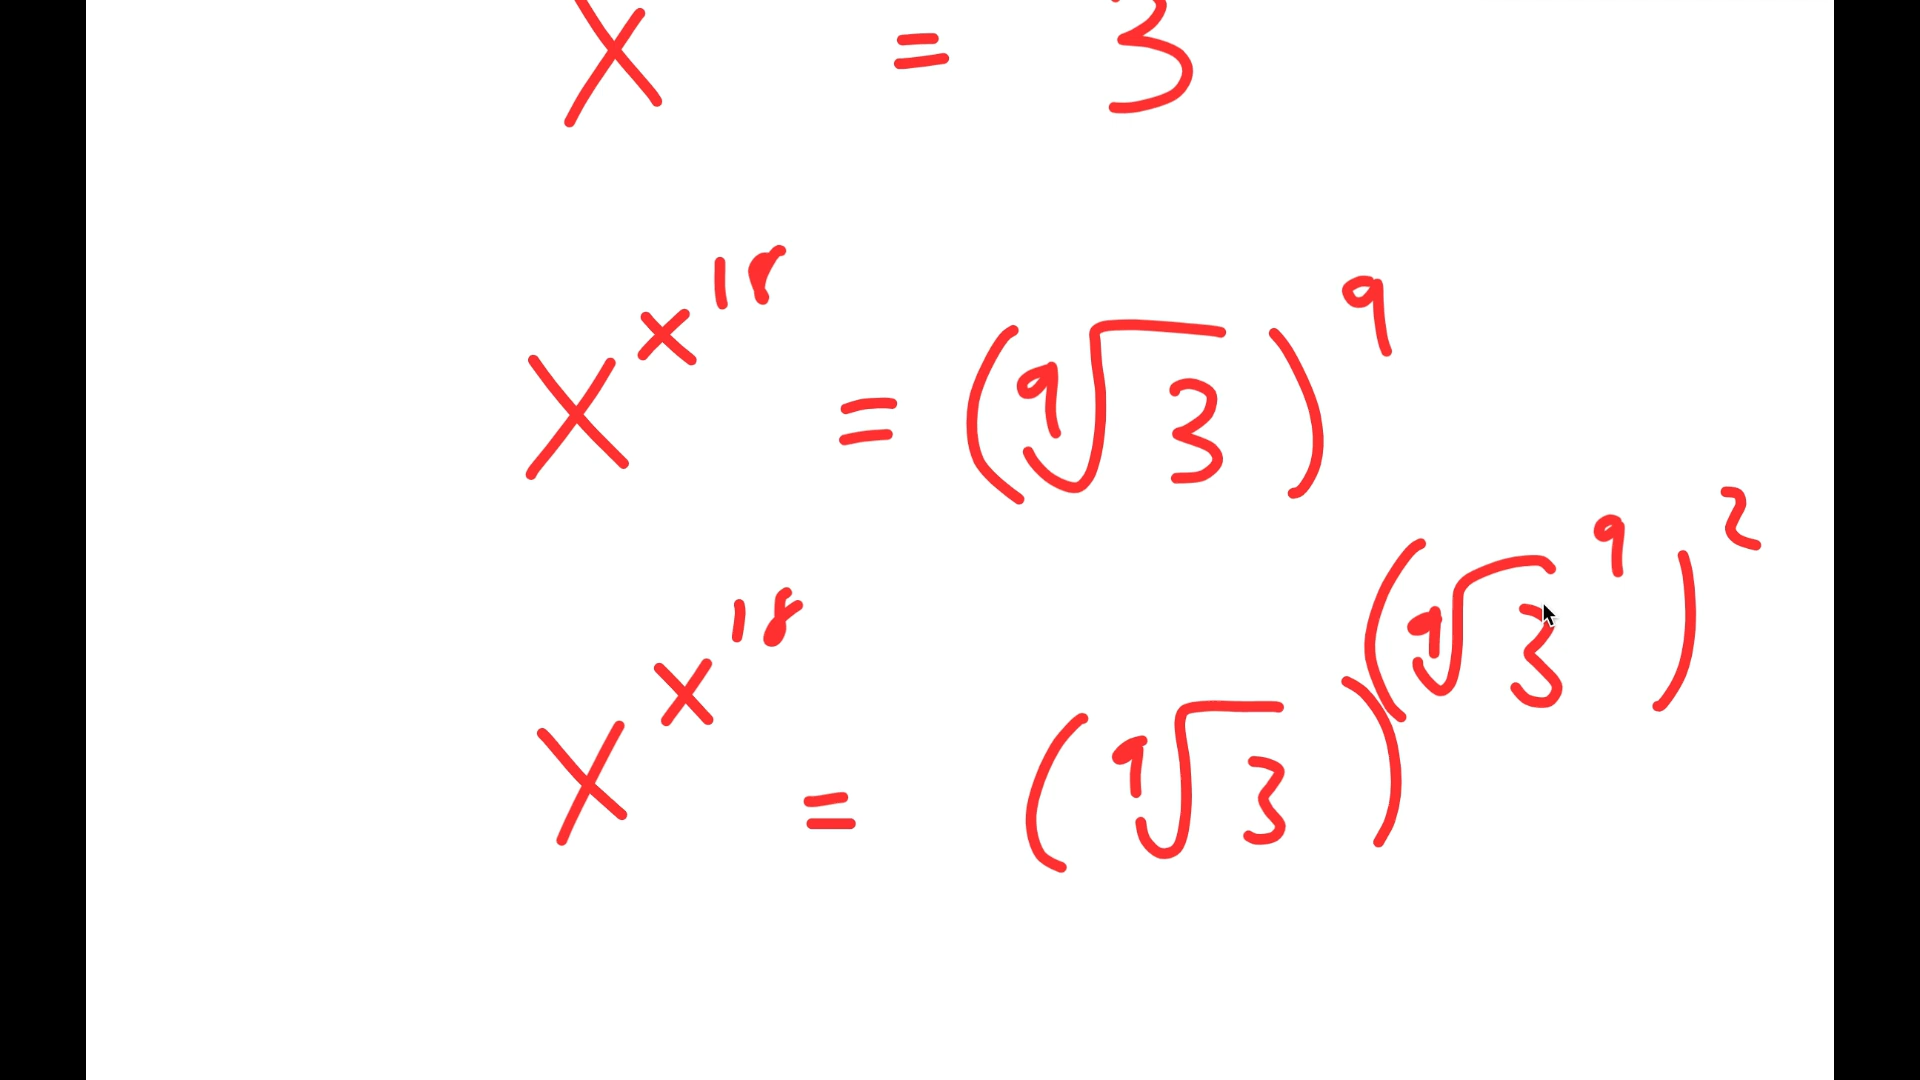 X = 3
X^x^18 = (⁹√3)^9
X^x^18 = (⁹√3)^(⁹√3^9)^2